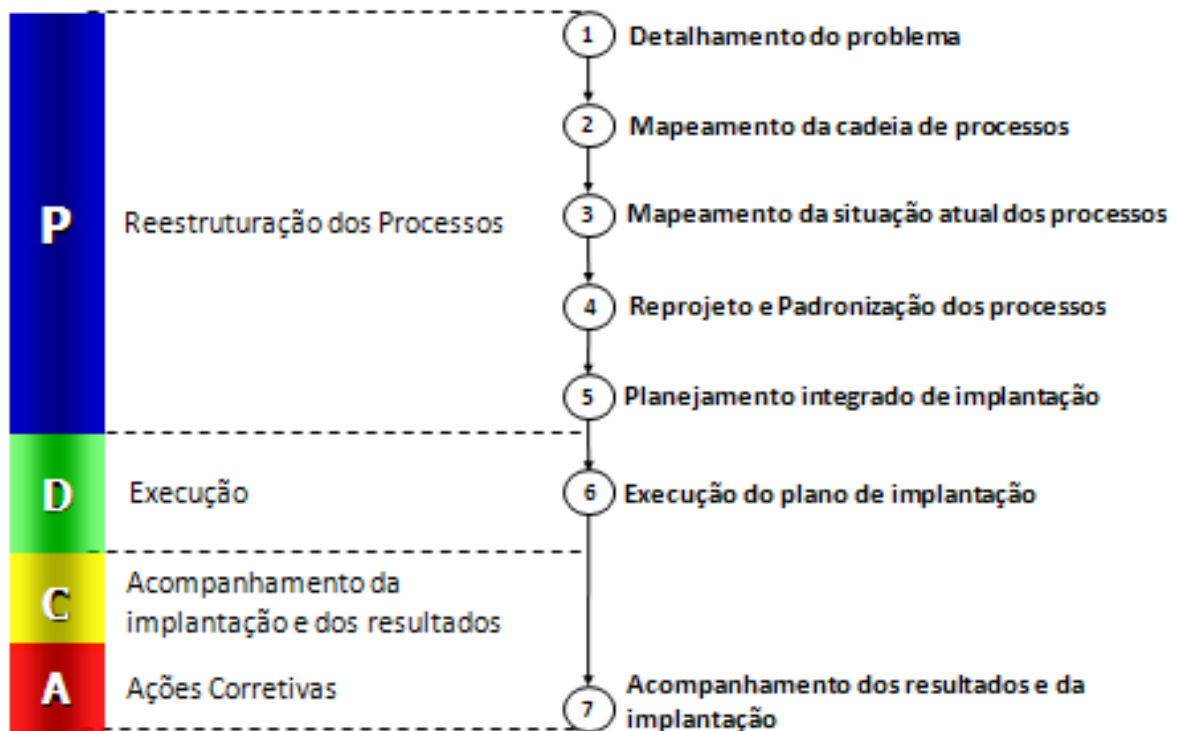 1 Detalhamento do problema
2 Mapeamento da cadeia de processos
P Reestruturação dos Processos
3 Mapeamento da situação atual dos processos
4 Reprojeto e Padronização dos processos
5 Planejamento integrado de implantação
D Execução
6 Execução do plano de implantação
C Acompanhamento da
implantação e dos resultados
A Ações Corretivas
7 Acompanhamento dos resultados e da
implantação